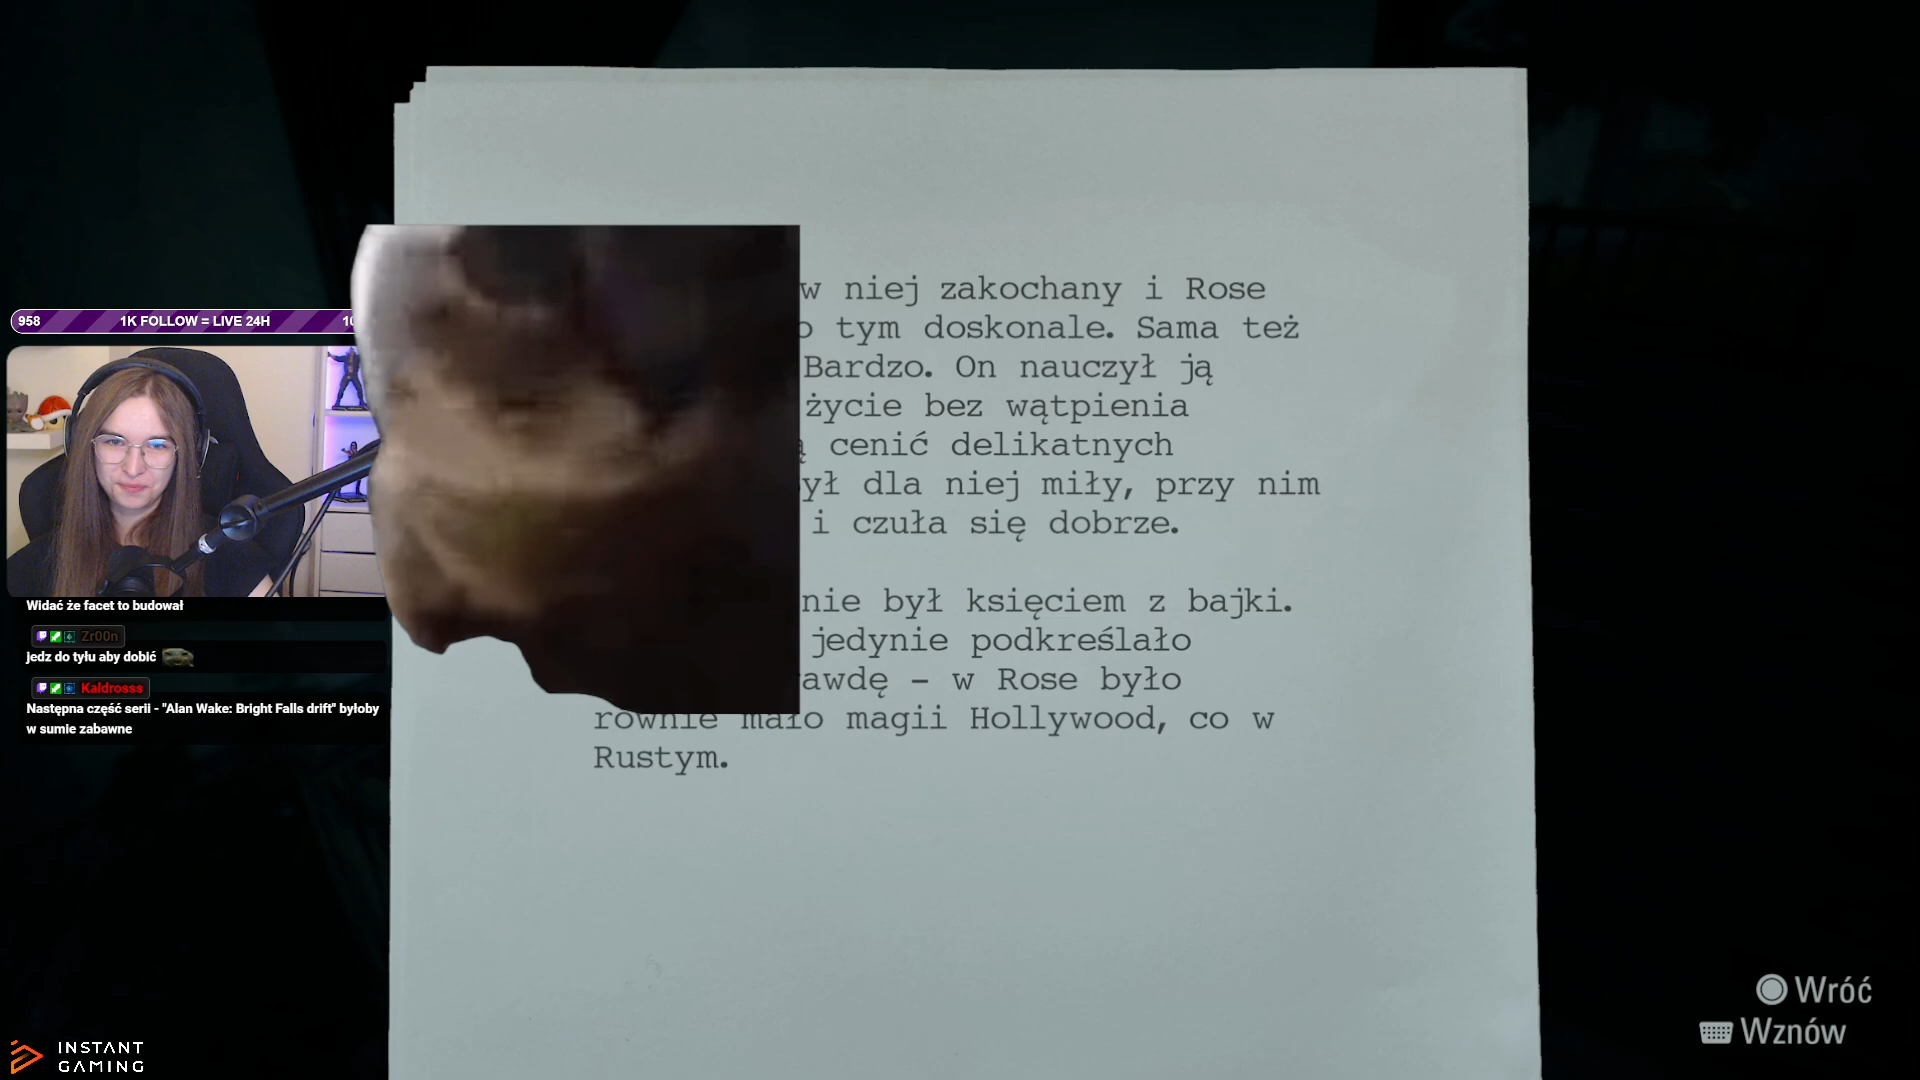 w niej zakochany i Rose
tym doskonale. Sama też
Bardzo. On nauczył ją
życie bez wątpienia
cenić delikatnych
dla niej miły, przy nim
i czuła się dobrze.
nie był księciem z bajki.
jedynie podkreślało
– w Rose było
równie mało magii Hollywood, co w
Rustym.
958 1K FOLLOW = LIVE 24H
Widać że facet to budował
Zr00n
jedz do tyłu aby dobić
Kaldrosss
Następna część serii - "Alan Wake: Bright Falls drift" byłoby
w sumie zabawne
INSTANT
GAMING
Wróć
Wznów